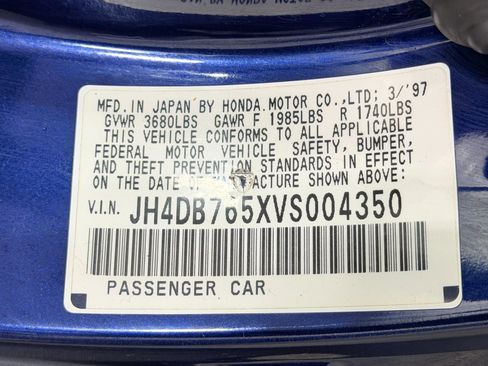 MFD. IN JAPAN BY HONDA MOTOR CO., LTD; 3/'97
GVWR 3680LBS GAWR F 1985LBS R 1740LBS
THIS VEHICLE CONFORMS TO ALL APPLICABLE
FEDERAL MOTOR VEHICLE SAFETY, BUMPER,
AND THEFT PREVENTION STANDARDS IN EFFECT
ON THE DATE OF MANUFACTURE SHOWN ABOVE:
V.I.N. JH4DB765XVS004350
PASSENGER CAR